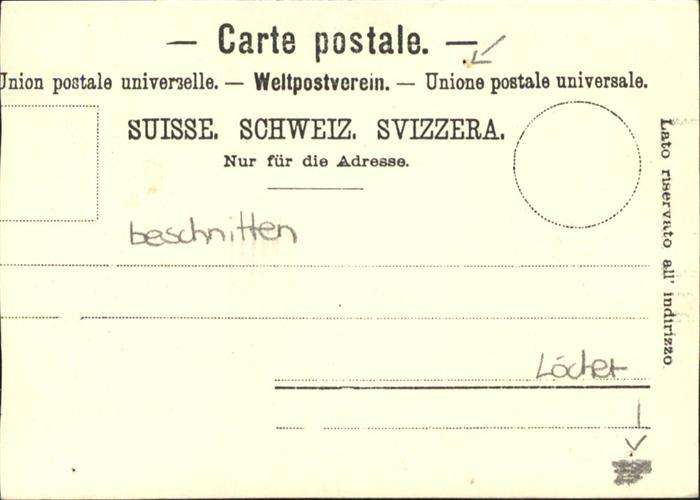 — Carte postale. —
Union postale universelle. — Weltpostverein. — Unione postale universale.
SUISSE. SCHWEIZ. SVIZZERA.
Nur für die Adresse.
beschnitten
Lato riservato all' indirizzo.
Löcher